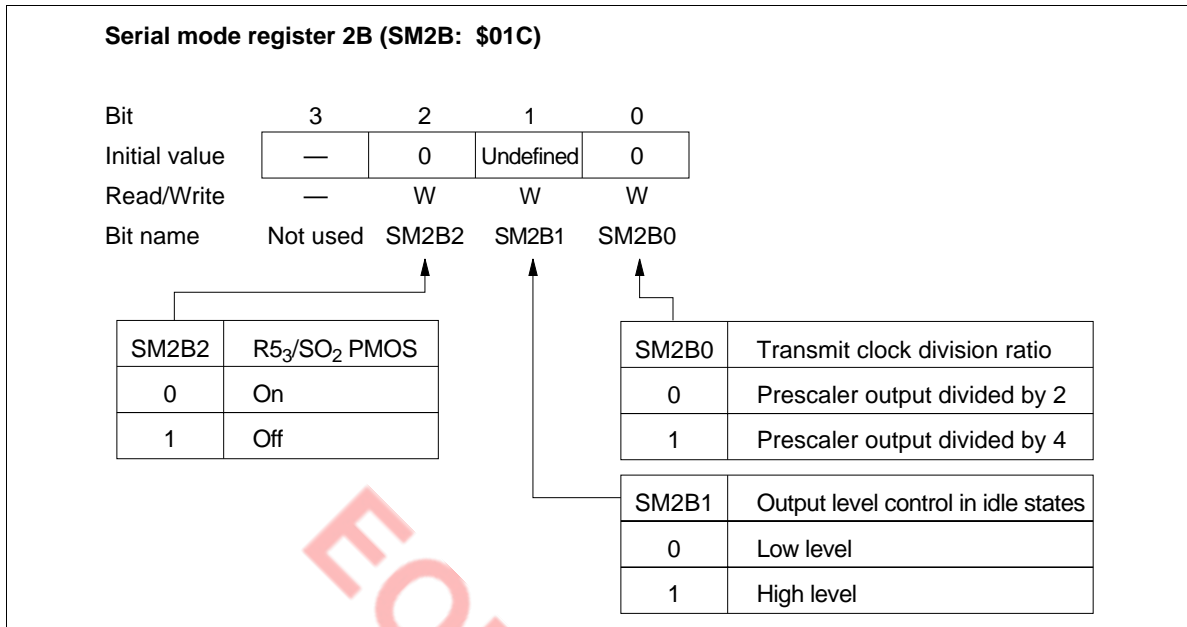 Serial mode register 2B (SM2B: $01C)
Bit 3 2 1 0
Initial value — 0 Undefined 0
Read/Write — W W W
Bit name Not used SM2B2 SM2B1 SM2B0
SM2B2 R5₃/SO₂ PMOS
0 On
1 Off
SM2B0 Transmit clock division ratio
0 Prescaler output divided by 2
1 Prescaler output divided by 4
SM2B1 Output level control in idle states
0 Low level
1 High level